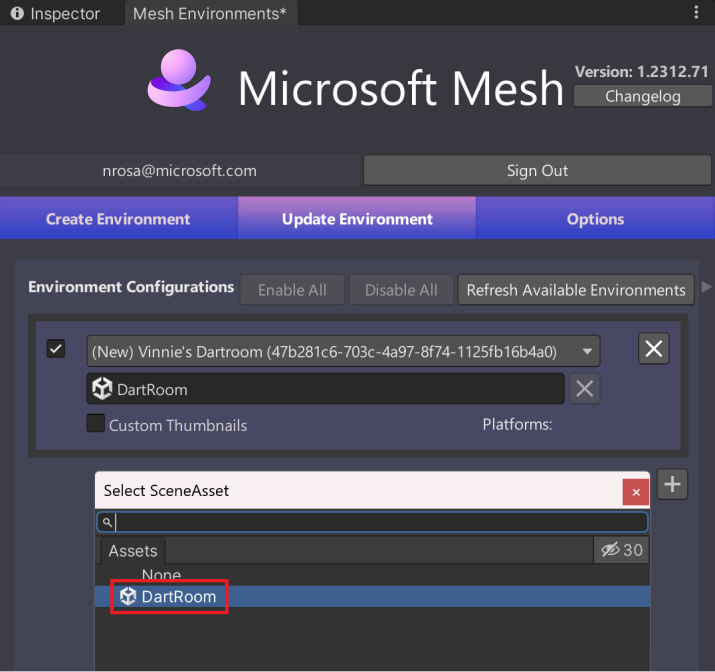 Inspector
Mesh Environments*
Microsoft Mesh
Version: 1.2312.71
Changelog
nrosa@microsoft.com
Sign Out
Create Environment
Update Environment
Options
Environment Configurations
Enable All
Disable All
Refresh Available Environments
(New) Vinnie's Dartroom (47b281c6-703c-4a97-8f74-1125fb16b4a0)
DartRoom
Custom Thumbnails
Platforms:
Select SceneAsset
Assets
30
None
DartRoom